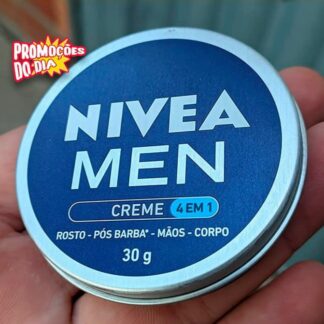 PROMOÇÕES
DO DIA
NIVEA
MEN
CREME 4 EM 1
ROSTO - PÓS BARBA* - MÃOS - CORPO
30 g